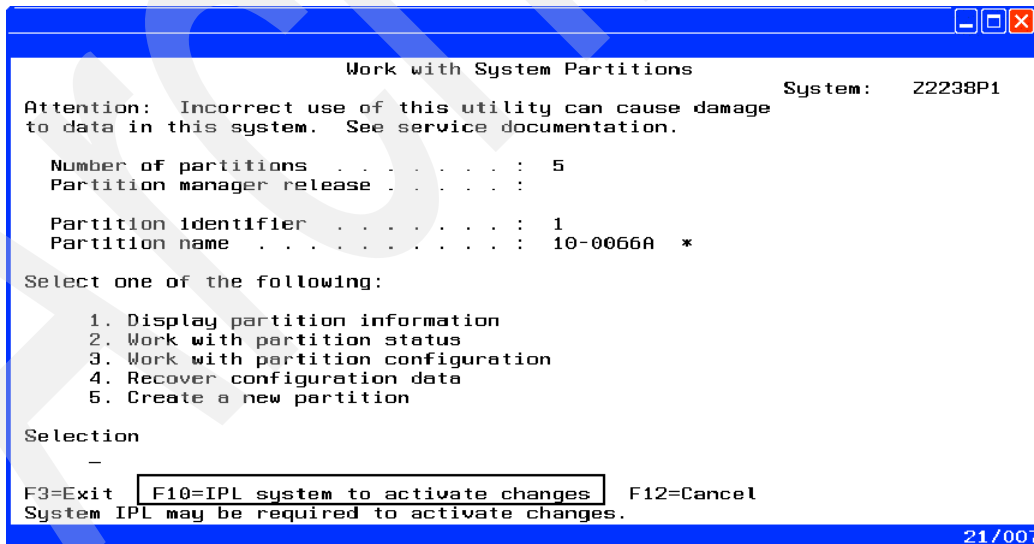 Work with System Partitions
System: Z2238P1
Attention: Incorrect use of this utility can cause damage
to data in this system. See service documentation.
Number of partitions . . . . . . . : 5
Partition manager release . . . . . :
Partition identifier . . . . . . . : 1
Partition name . . . . . . . . . . : 10-0066A *
Select one of the following:
1. Display partition information
2. Work with partition status
3. Work with partition configuration
4. Recover configuration data
5. Create a new partition
Selection
_
F3=Exit F10=IPL system to activate changes F12=Cancel
System IPL may be required to activate changes.
21/007